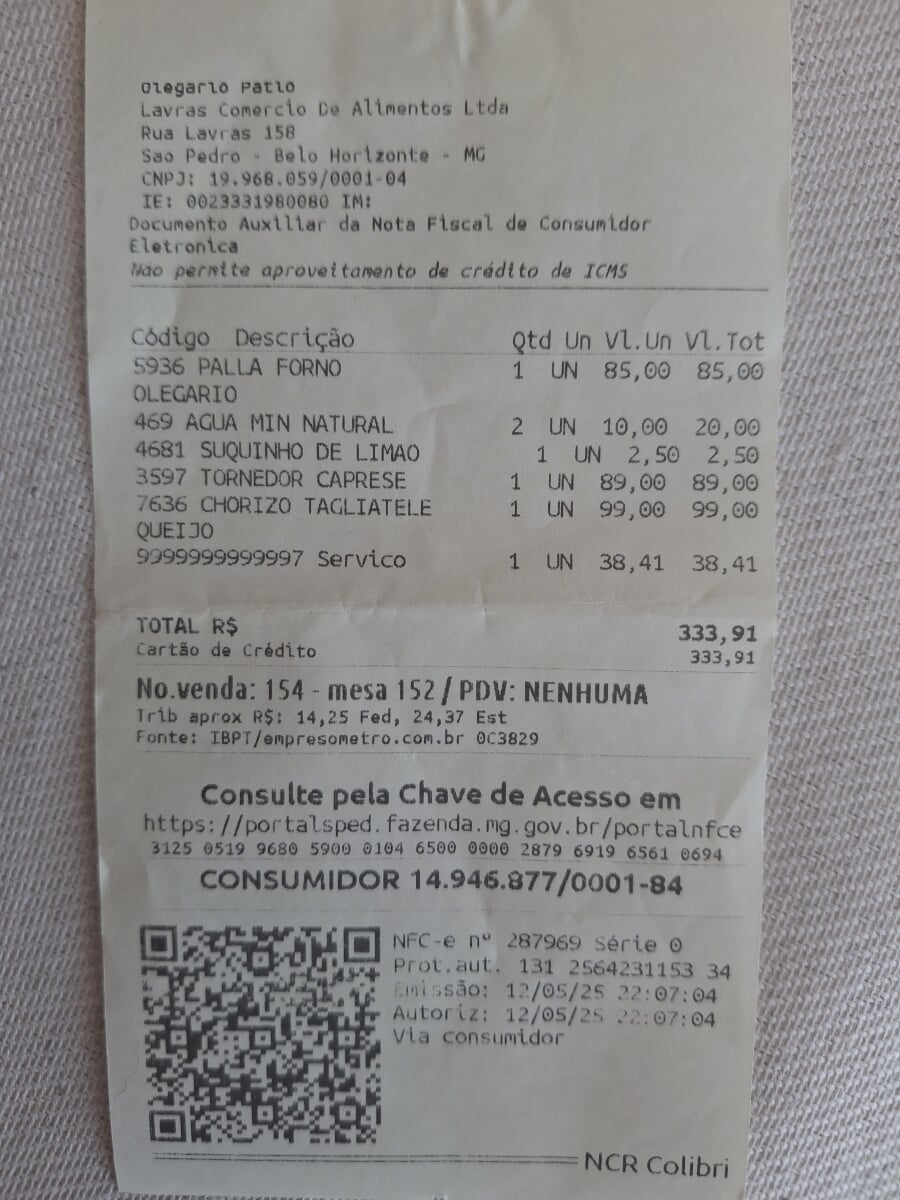 Olegario Patio
Lavras Comercio De Alimentos Ltda
Rua Lavras 158
Sao Pedro - Belo Horizonte - MG
CNPJ: 19.968.059/0001-04
IE: 0023331980080 IM:
Documento Auxiliar da Nota Fiscal de Consumidor
Eletronica
Não permite aproveitamento de crédito de ICMS
Código Descrição Qtd Un Vl.Un Vl.Tot
5936 PALLA FORNO 1 UN 85,00 85,00
OLEGARIO
469 AGUA MIN NATURAL 2 UN 10,00 20,00
4681 SUQUINHO DE LIMAO 1 UN 2,50 2,50
3597 TORNEDOR CAPRESE 1 UN 89,00 89,00
7636 CHORIZO TAGLIATELE 1 UN 99,00 99,00
QUEIJO
9999999999997 Servico 1 UN 38,41 38,41
TOTAL R$ 333,91
Cartão de Crédito 333,91
No.venda: 154 - mesa 152 / PDV: NENHUMA
Trib aprox R$: 14,25 Fed, 24,37 Est
Fonte: IBPT/empresometro.com.br 0C3829
Consulte pela Chave de Acesso em
https://portalsped.fazenda.mg.gov.br/portalnfce
3125 0519 9680 5900 0104 6500 0000 2879 6919 6561 0694
CONSUMIDOR 14.946.877/0001-84
NFC-e nº 287969 Série 0
Prot.aut. 131 2564231153 34
Emissão: 12/05/25 22:07:04
Autoriz: 12/05/25 22:07:04
Via consumidor
NCR Colibri